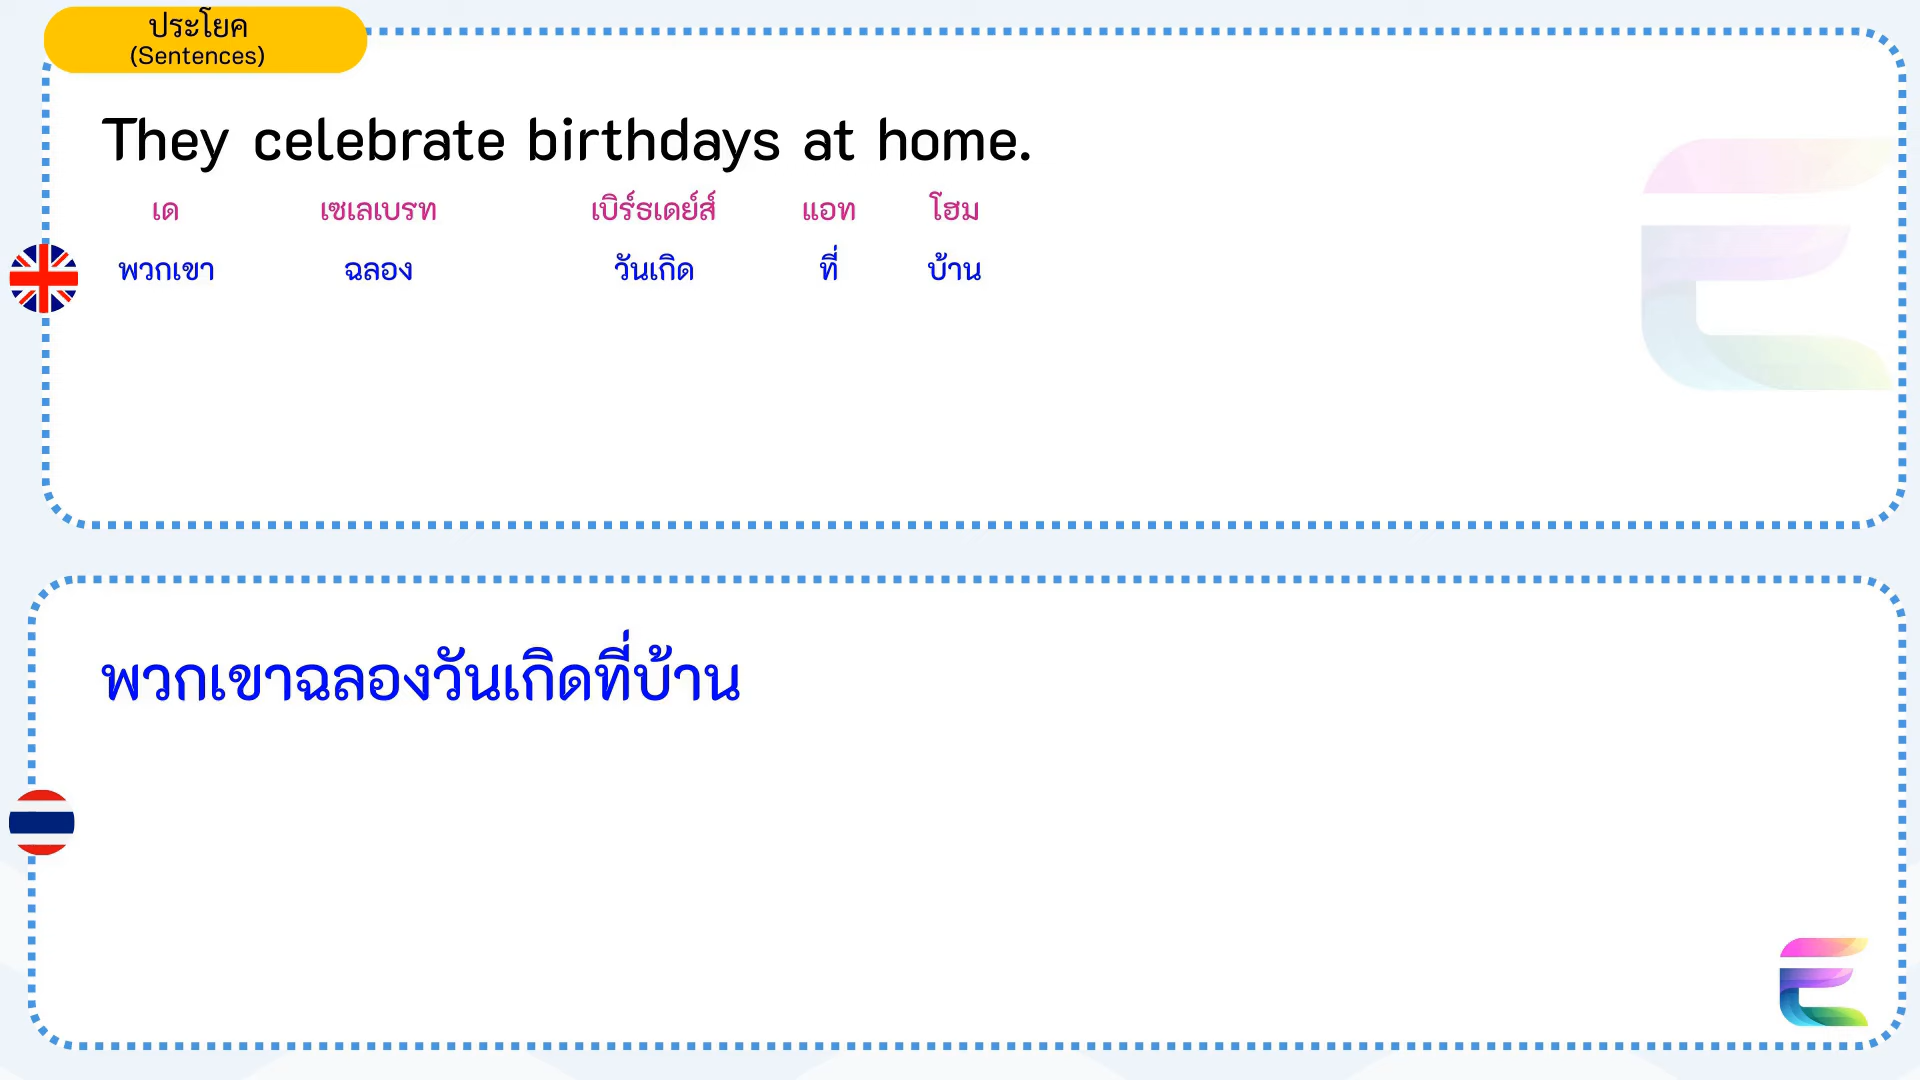 ประโยค
(Sentences)
They celebrate birthdays at home.
เด เซเลเบรท เบิร์ธเดย์ส์ แอท โฮม
พวกเขา ฉลอง วันเกิด ที่ บ้าน
พวกเขาฉลองวันเกิดที่บ้าน